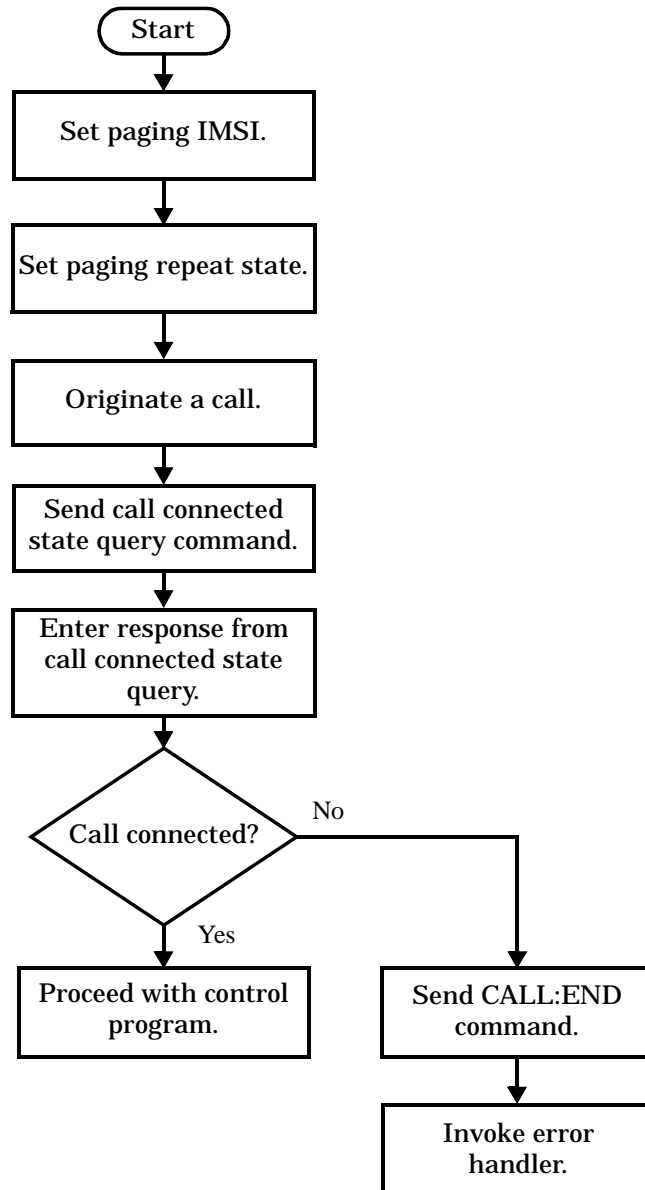 Start
Set paging IMSI.
Set paging repeat state.
Originate a call.
Send call connected
state query command.
Enter response from
call connected state
query.
Call connected?
No
Yes
Proceed with control
program.
Send CALL:END
command.
Invoke error
handler.